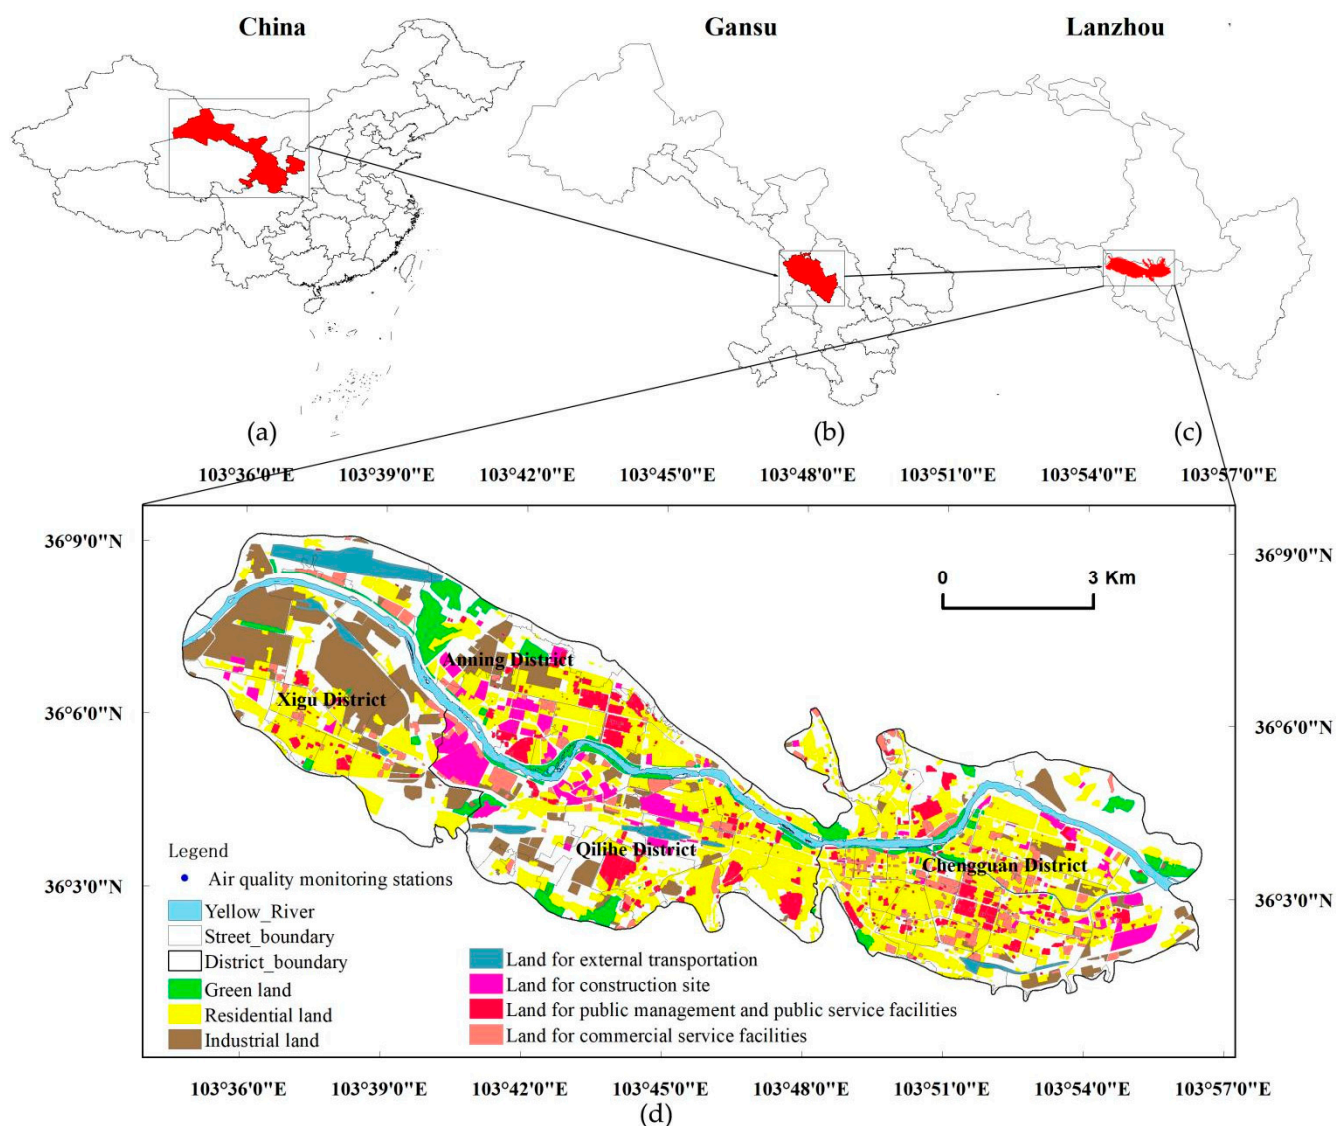 China
Gansu
Lanzhou
(a)
(b)
(c)
103°36'0"E 103°39'0"E 103°42'0"E 103°45'0"E 103°48'0"E 103°51'0"E 103°54'0"E 103°57'0"E
36°9'0"N
36°9'0"N
0 3 Km
Anning District
Xigu District
36°6'0"N
36°6'0"N
Qilihe District
Chengguan District
36°3'0"N
36°3'0"N
Legend
Air quality monitoring stations
Yellow_River
Street_boundary
District_boundary
Green land
Residential land
Industrial land
Land for external transportation
Land for construction site
Land for public management and public service facilities
Land for commercial service facilities
103°36'0"E 103°39'0"E 103°42'0"E 103°45'0"E 103°48'0"E 103°51'0"E 103°54'0"E 103°57'0"E
(d)